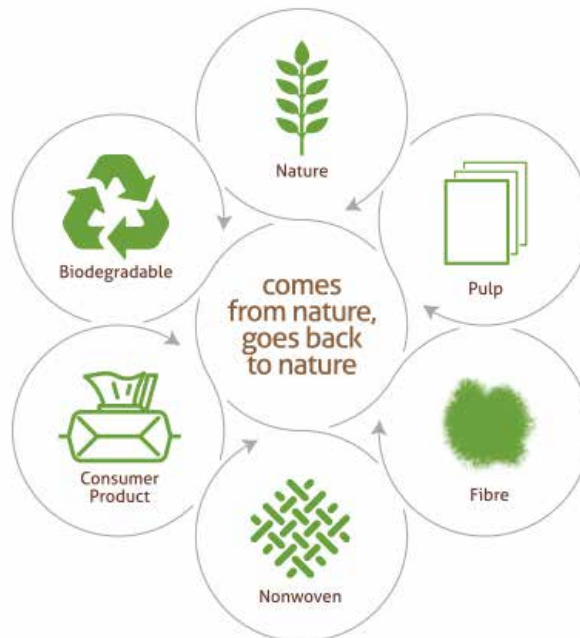 Nature
Pulp
Fibre
Nonwoven
Consumer
Product
Biodegradable
comes
from nature,
goes back
to nature